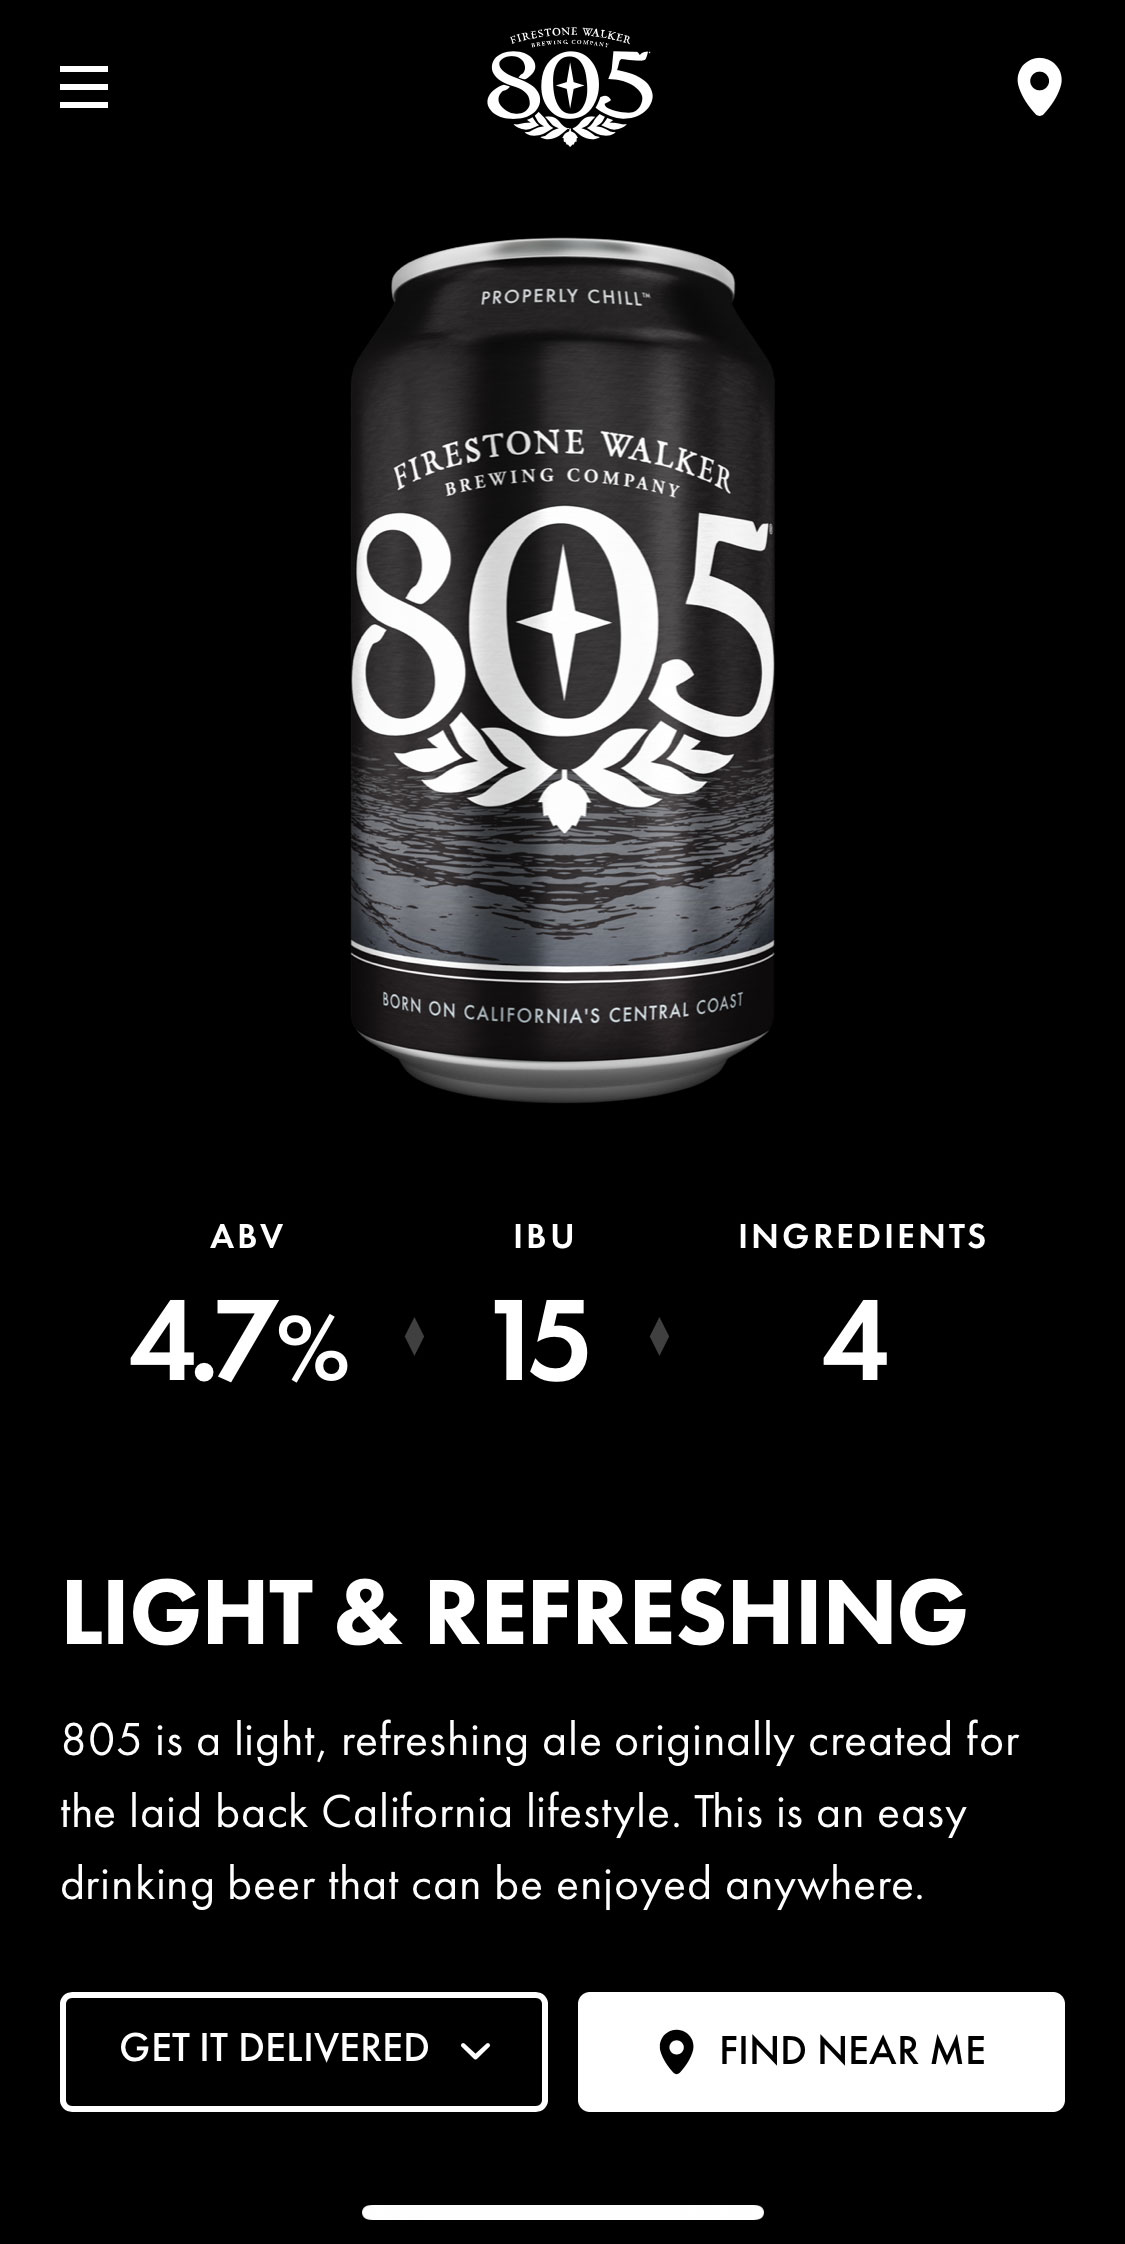 FIRESTONE WALKER
BREWING COMPANY
805
PROPERLY CHILL™
FIRESTONE WALKER
BREWING COMPANY
805
BORN ON CALIFORNIA'S CENTRAL COAST
ABV IBU INGREDIENTS
4.7% 15 4
LIGHT & REFRESHING
805 is a light, refreshing ale originally created for
the laid back California lifestyle. This is an easy
drinking beer that can be enjoyed anywhere.
GET IT DELIVERED FIND NEAR ME